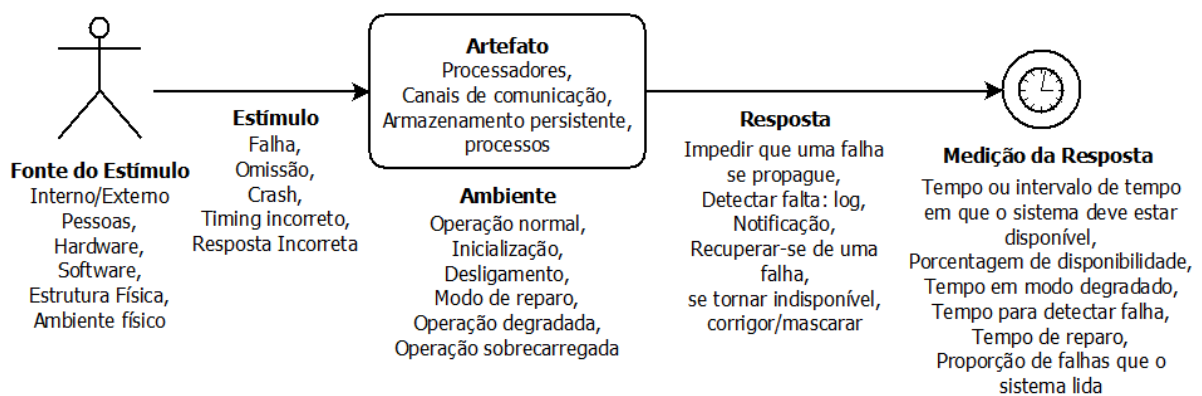 Fonte do Estímulo
Interno/Externo
Pessoas,
Hardware,
Software,
Estrutura Física,
Ambiente físico
Estímulo
Falha,
Omissão,
Crash,
Timing incorreto,
Resposta Incorreta
Artefato
Processadores,
Canais de comunicação,
Armazenamento persistente,
processos
Ambiente
Operação normal,
Inicialização,
Desligamento,
Modo de reparo,
Operação degradada,
Operação sobrecarregada
Resposta
Impedir que uma falha
se propague,
Detectar falta: log,
Notificação,
Recuperar-se de uma
falha,
se tornar indisponível,
corrigor/mascarar
Medição da Resposta
Tempo ou intervalo de tempo
em que o sistema deve estar
disponível,
Porcentagem de disponibilidade,
Tempo em modo degradado,
Tempo para detectar falha,
Tempo de reparo,
Proporção de falhas que o
sistema lida